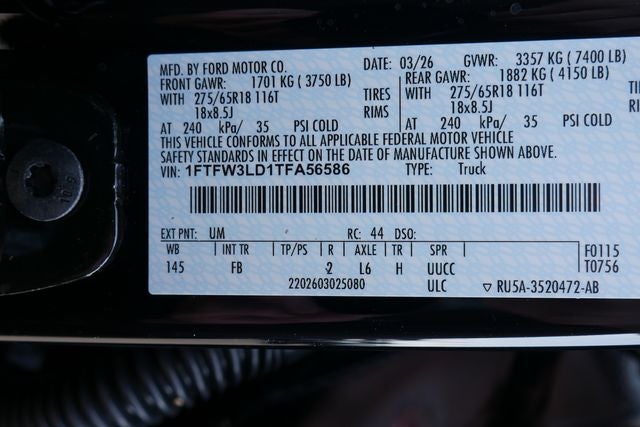 MFD. BY FORD MOTOR CO. DATE: 03/26 GVWR: 3357 KG (7400 LB)
FRONT GAWR: 1701 KG (3750 LB) REAR GAWR: 1882 KG (4150 LB)
WITH 275/65R18 116T TIRES WITH 275/65R18 116T
18x8.5J RIMS 18x8.5J
AT 240 kPa/ 35 PSI COLD AT 240 kPa/ 35 PSI COLD
THIS VEHICLE CONFORMS TO ALL APPLICABLE FEDERAL MOTOR VEHICLE
SAFETY STANDARDS IN EFFECT ON THE DATE OF MANUFACTURE SHOWN ABOVE.
VIN: 1FTFW3LD1TFA56586 TYPE: Truck
EXT PNT: UM RC: 44 DSO:
WB INT TR TP/PS R AXLE TR SPR F0115
145 FB 2 L6 H UUCC T0756
2202603025080 ULC ▽ RU5A-3520472-AB
10.9